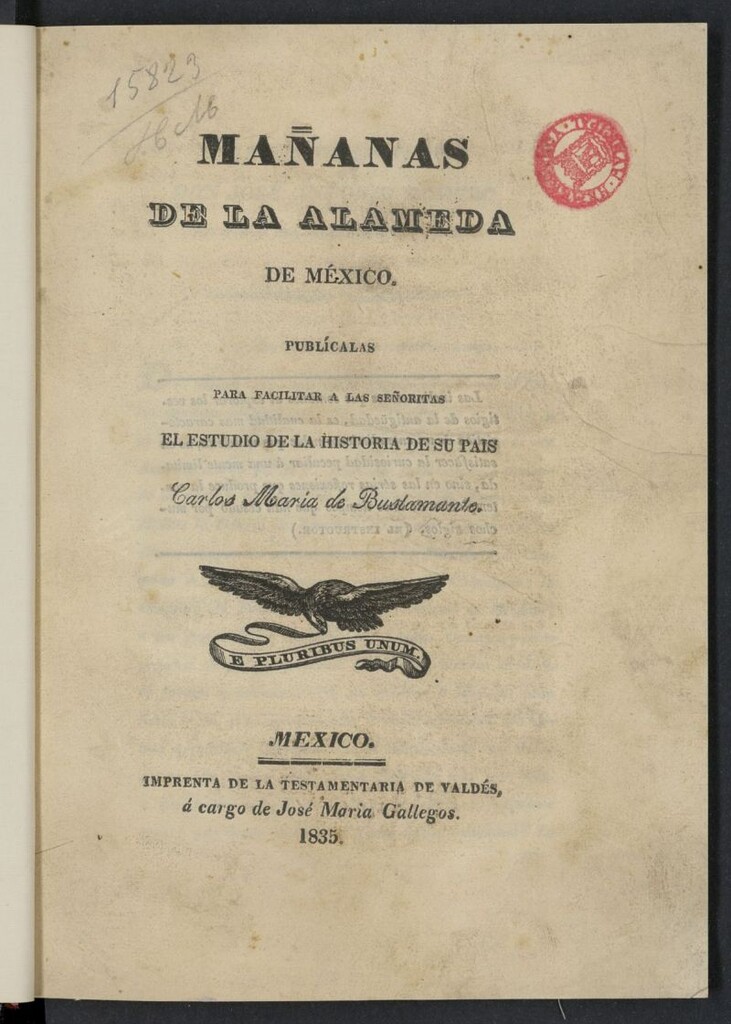 15823
MAÑANAS
DE LA ALAMEDA
DE MÉXICO.
PUBLÍCALAS
PARA FACILITAR A LAS SEÑORITAS
EL ESTUDIO DE LA HISTORIA DE SU PAIS
Carlos María de Bustamante.
E PLURIBUS UNUM.
MEXICO.
IMPRENTA DE LA TESTAMENTARIA DE VALDÉS,
á cargo de José Maria Gallegos.
1835.